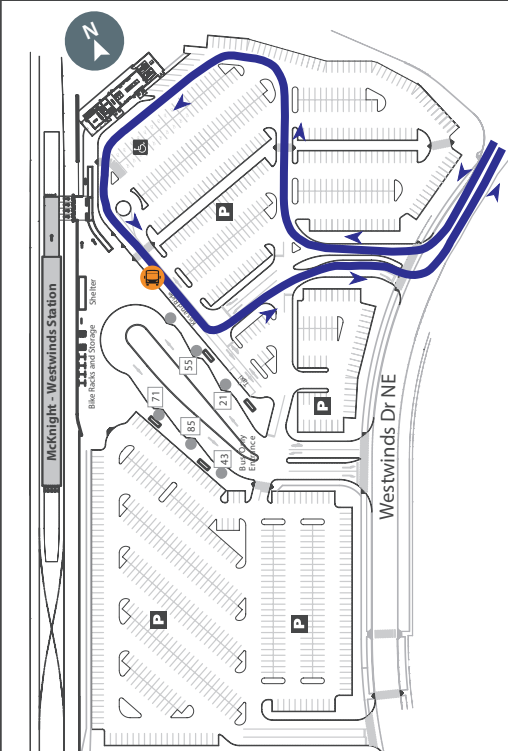 N
McKnight - Westwinds Station
Shelter
Bike Racks and Storage
P
55
21
71
85
43
Bus Only
Entrance
P
P
P
Westwinds Dr NE